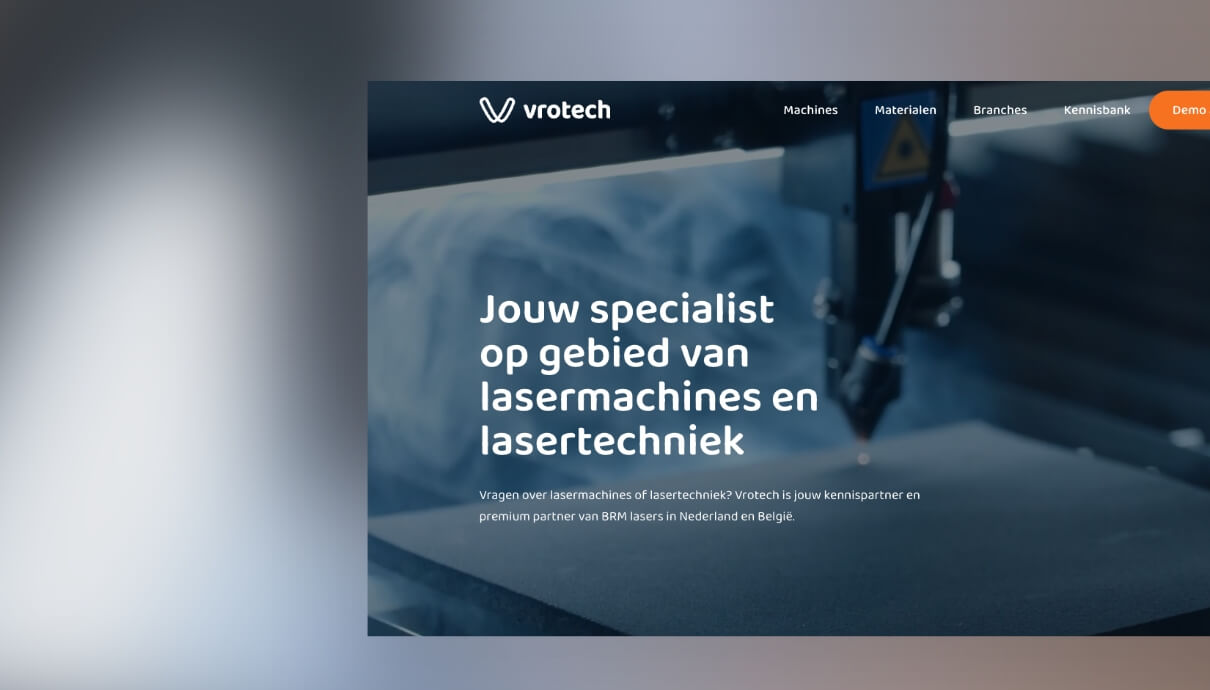 vrotech
Machines
Materialen
Branches
Kennisbank
Demo
Jouw specialist
op gebied van
lasermachines en
lasertechniek
Vragen over lasermachines of lasertechniek? Vrotech is jouw kennispartner en
premium partner van BRM lasers in Nederland en België.